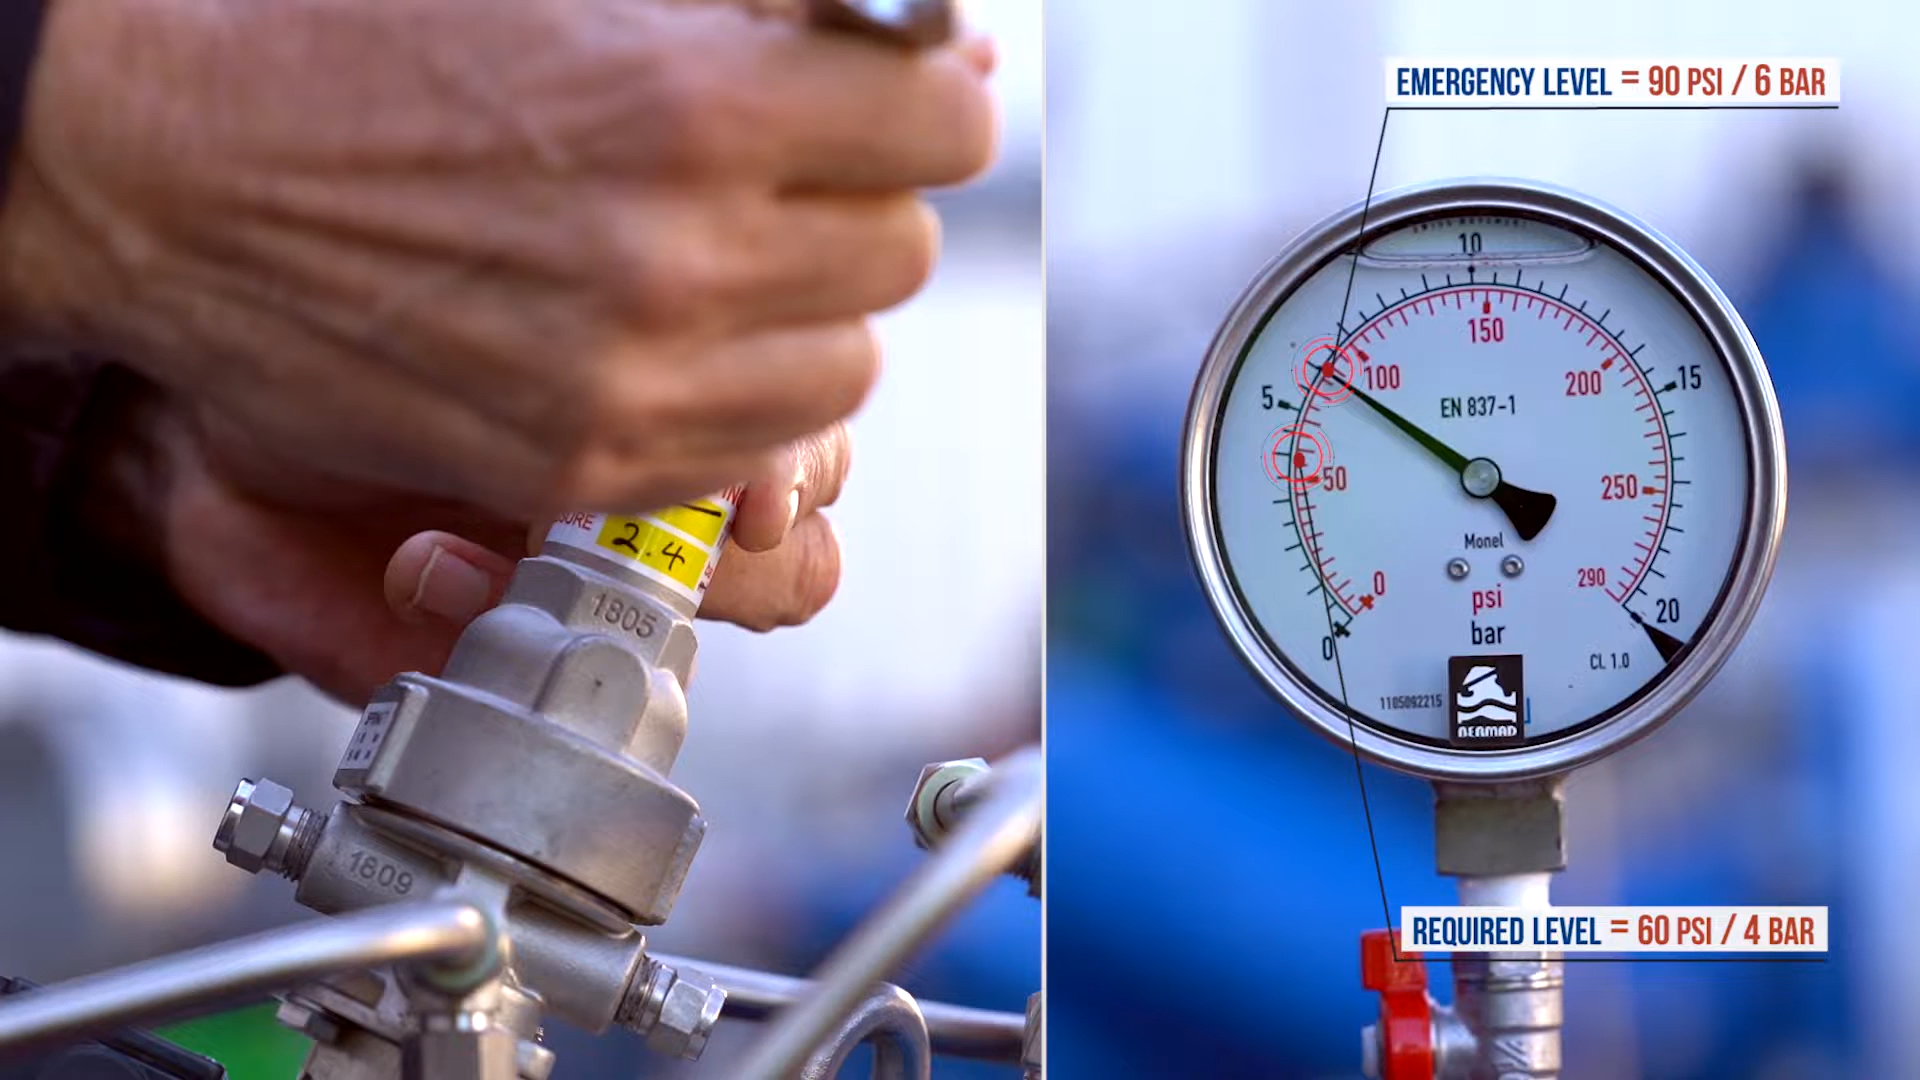 2.4
1805
1809
EMERGENCY LEVEL = 90 PSI / 6 BAR
10
150
100
200
15
5
EN 837-1
50
250
Monel
0
290
psi
20
bar
0
Cl. 1.0
1105092215
BERMAD
REQUIRED LEVEL = 60 PSI / 4 BAR